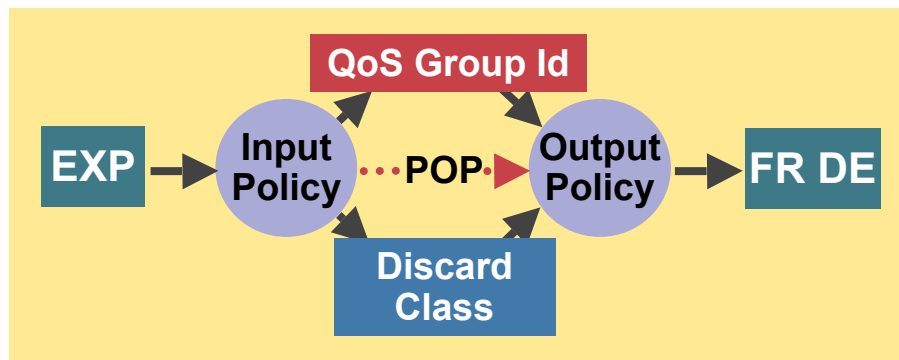 QoS Group Id
EXP
Input
Policy
POP
Output
Policy
FR DE
Discard
Class